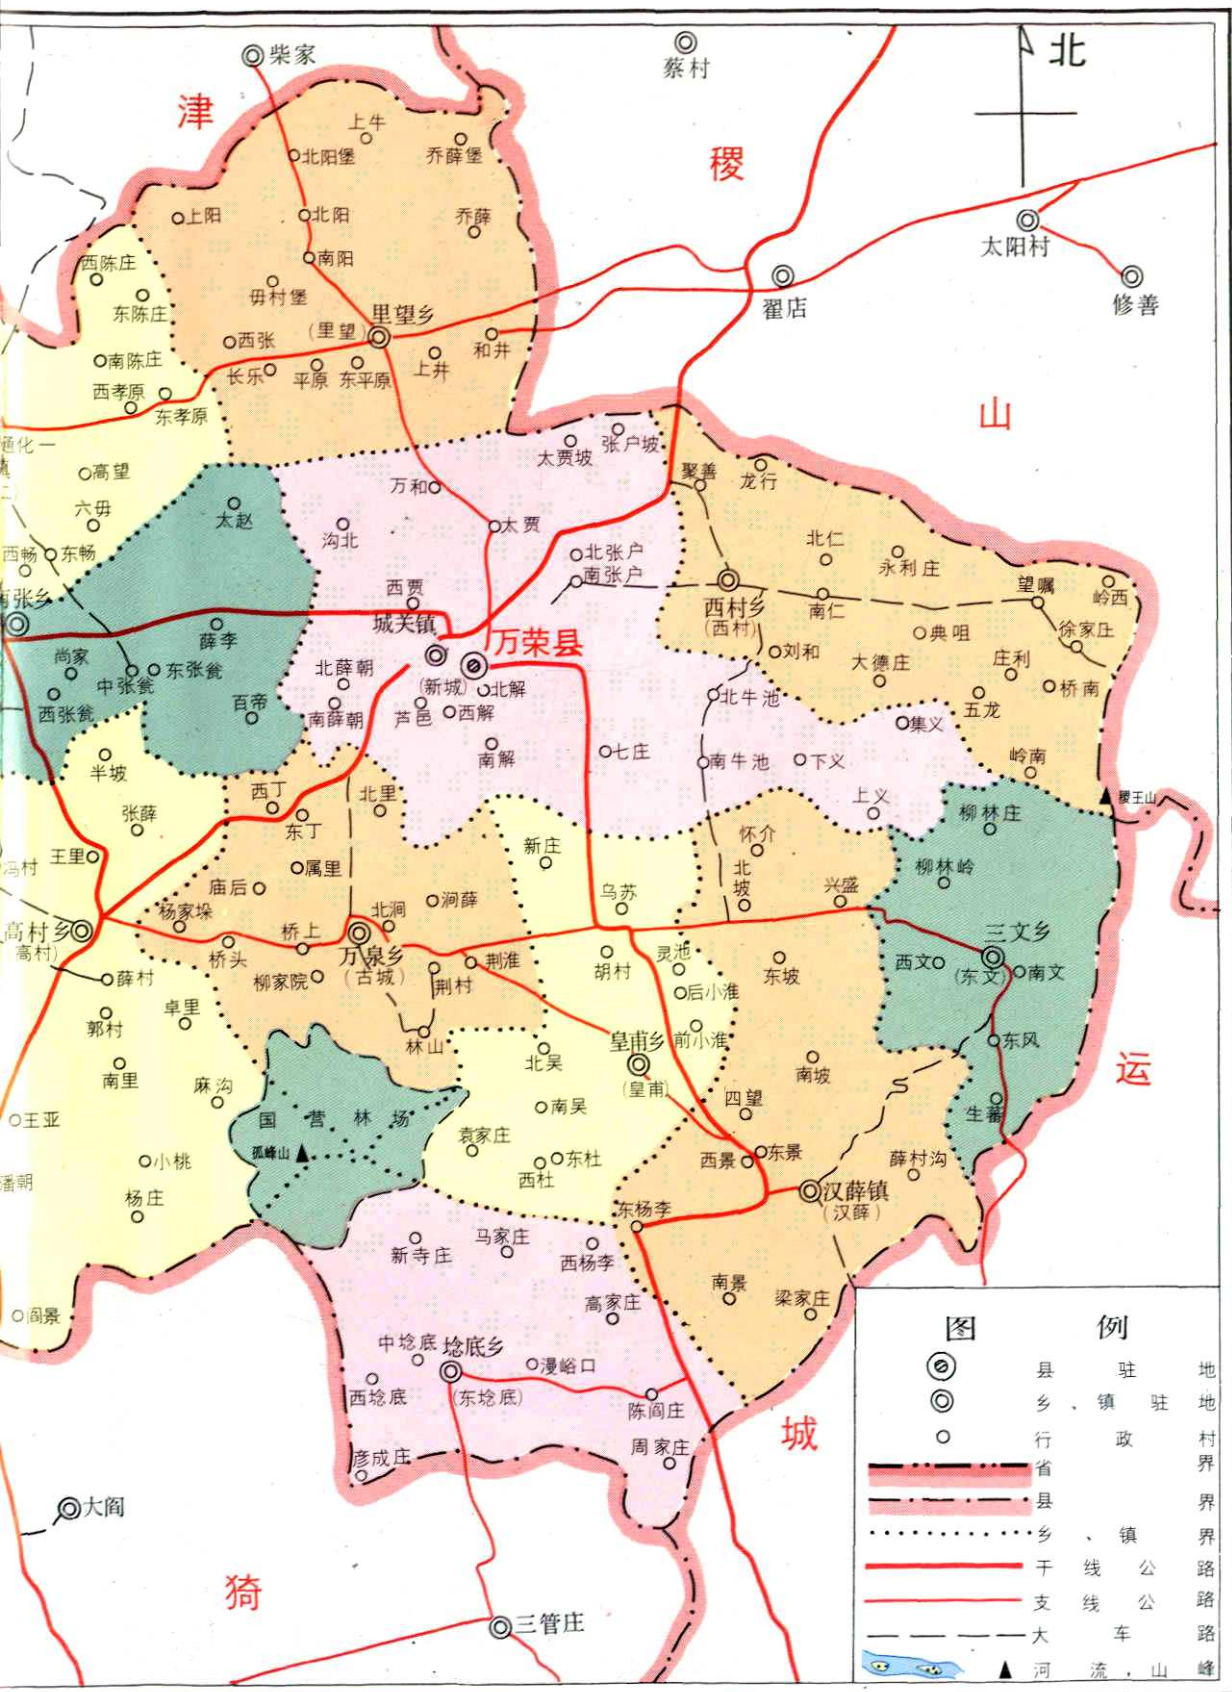 北
柴家
蔡村
津
稷
上牛
北阳堡
乔薛堡
上阳
北阳
乔薛
南阳
太阳村
西陈庄
毋村堡
翟店
修善
东陈庄
里望乡
(里望)
西张
和井
南陈庄
上井
长乐
平原
东平原
西孝原
东孝原
山
张户坡
太贾坡
通化一
高望
聚善
龙行
万和
六毋
太赵
太贾
沟北
北仁
北张户
永利庄
西畅
东畅
南张户
西贾
西村乡
(西村)
南仁
望嘱
岭西
南张乡
城关镇
万荣县
薛李
典咀
徐家庄
尚家
刘和
大德庄
庄利
中张瓮
东张瓮
北薛朝
(新城)
北解
北牛池
桥南
西张瓮
百帝
南薛朝
芦邑
西解
五龙
集义
南解
七庄
南牛池
下义
半坡
岭南
西丁
北里
上义
稷王山
张薛
东丁
柳林庄
怀介
新庄
冯村
王里
属里
柳林岭
庙后
北坡
乌苏
兴盛
涧薛
杨家垛
北涧
高村乡
高村)
桥上
万泉乡
(古城)
三文乡
(东文)
桥头
荆淮
胡村
灵池
东坡
西文
南文
薛村
柳家院
荆村
后小淮
卓里
郭村
林山
皇甫乡
(皇甫)
前小淮
东风
南里
北吴
南坡
运
麻沟
王亚
国营林场
南吴
四望
生蕃
孤峰山
袁家庄
西景
东景
小桃
东杜
西杜
薛村沟
潘朝
杨庄
汉薛镇
(汉薛)
东杨李
新寺庄
马家庄
西杨李
南景
梁家庄
阎景
高家庄
中埝底
埝底乡
(东埝底)
漫峪口
西埝底
陈阎庄
城
彦成庄
周家庄
大阎
猗
三管庄
图例
县驻地
乡、镇驻地
行政村
省界
县界
乡、镇界
干线公路
支线公路
大车路
河流,山峰